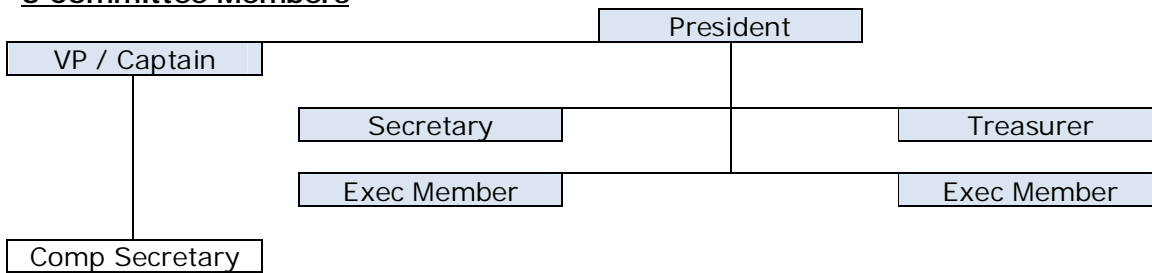 Committee Members
President
VP / Captain
Secretary
Treasurer
Exec Member
Exec Member
Comp Secretary